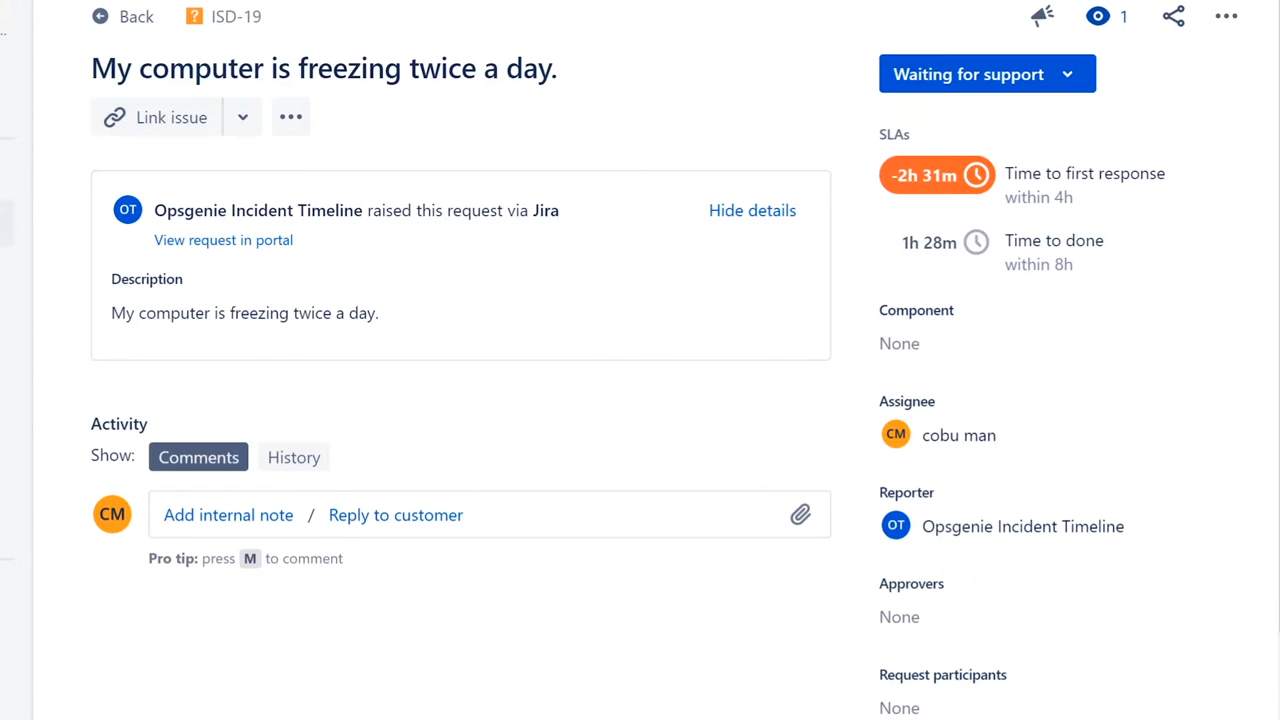 Back
ISD-19
1
My computer is freezing twice a day.
Link issue
Waiting for support
SLAs
-2h 31m
Time to first response
within 4h
1h 28m
Time to done
within 8h
OT
Opsgenie Incident Timeline raised this request via Jira
Hide details
View request in portal
Description
My computer is freezing twice a day.
Component
None
Assignee
CM
cobu man
Reporter
OT
Opsgenie Incident Timeline
Approvers
None
Request participants
None
Activity
Show:
Comments
History
CM
Add internal note / Reply to customer
Pro tip: press M to comment